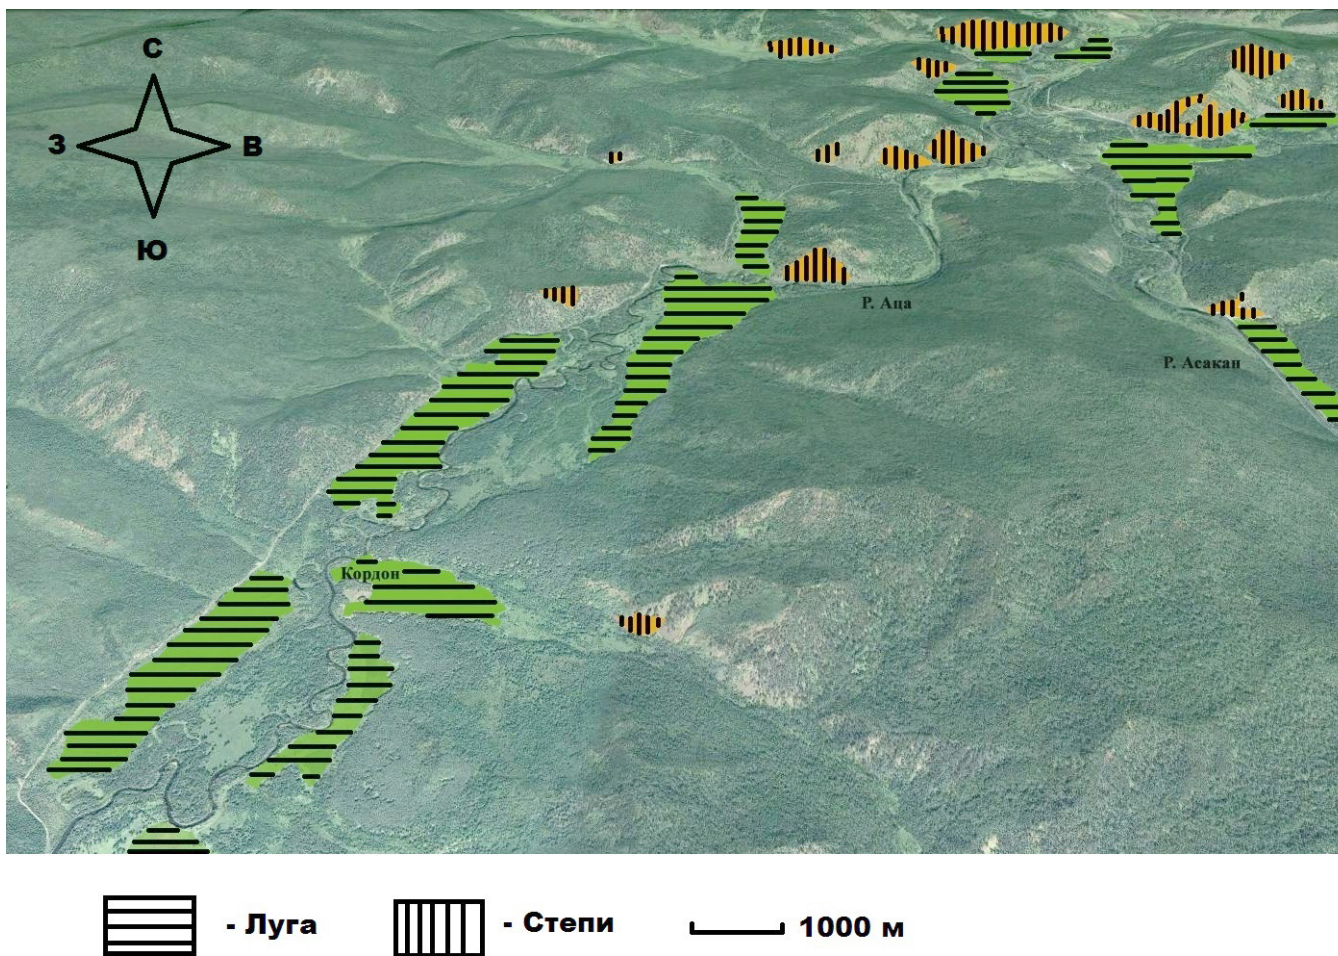 С
З
В
Ю
Р. Аца
Р. Асакан
Кордон
- Луга
- Степи
1000 м